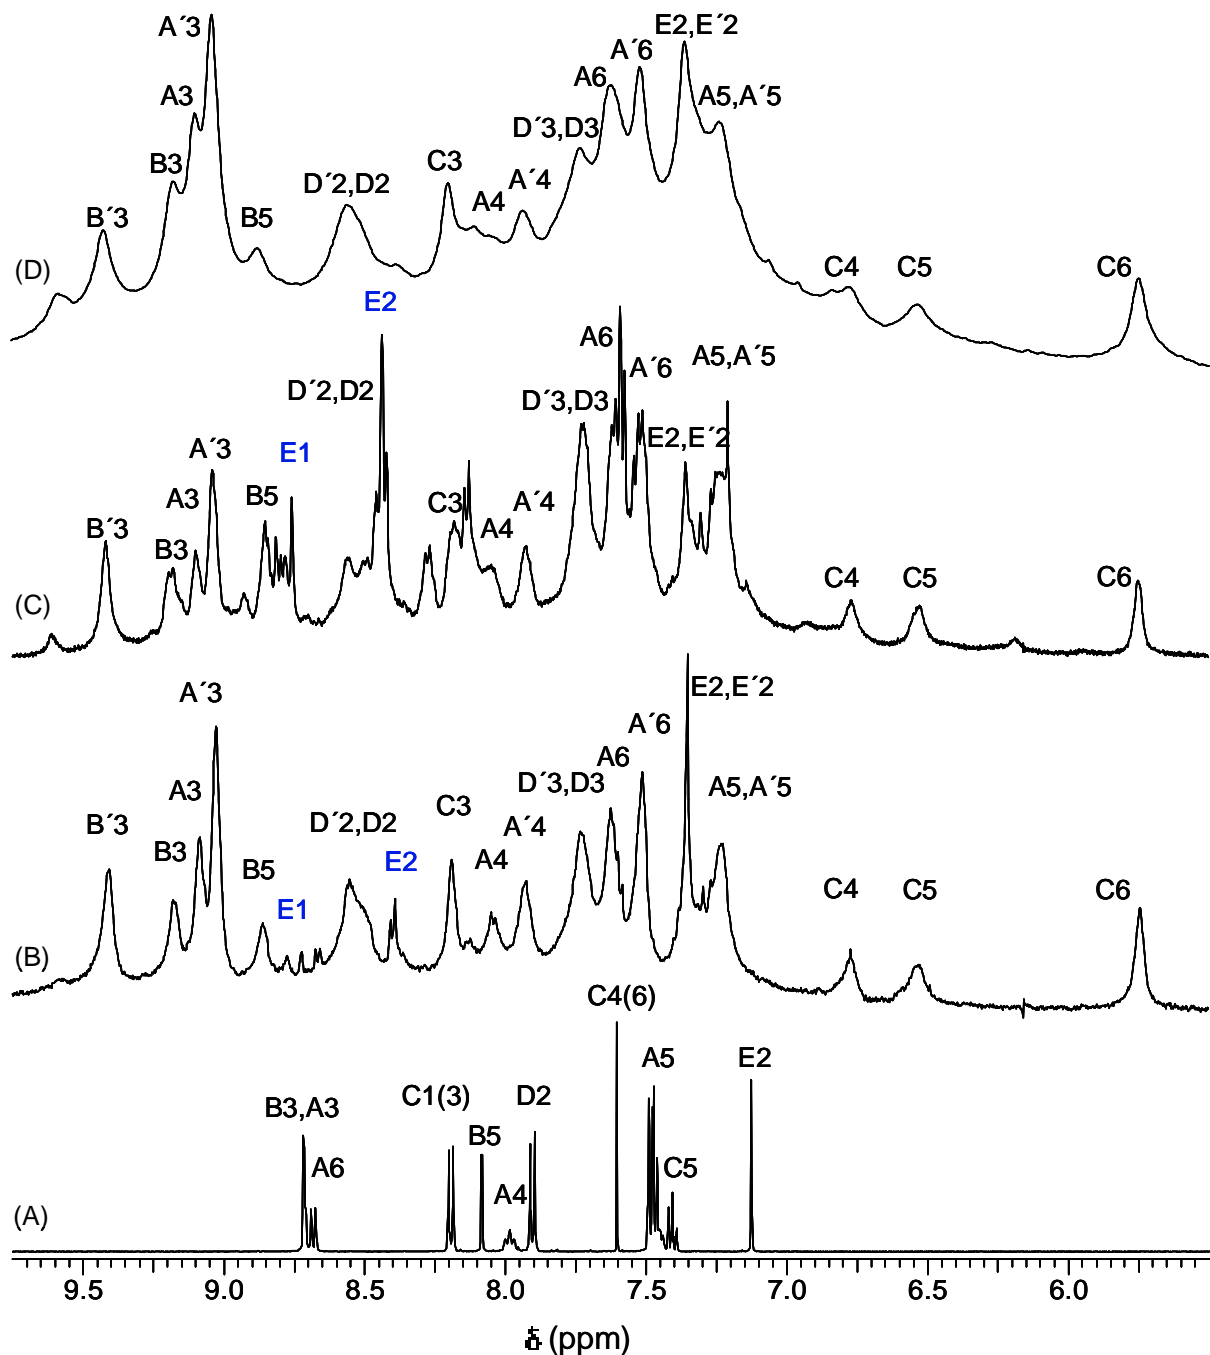 A´3 E2,E´2
A´6
A3 A6 A5,A´5
B3 D´3,D3
C3
D´2,D2 A´4
B´3 B5 A4
(D) C4 C5 C6
E2
A6 A5,A´5
D´2,D2 A´6
D´3,D3
A´3 E1 E2,E´2
A3 B5 C3 A´4
B´3 B3 A4
C4 C5 C6
(C)
A´3 E2,E´2
A´6
A6
A3 D´3,D3 A5,A´5
C3
B´3 D´2,D2 A´4
B3 B5 E2 A4
C4 C5 C6
E1
(B)
C4(6)
A5 E2
B3,A3 C1(3) D2
B5
A6 C5
A4
(A)
9.5 9.0 8.5 8.0 7.5 7.0 6.5 6.0
δ (ppm)